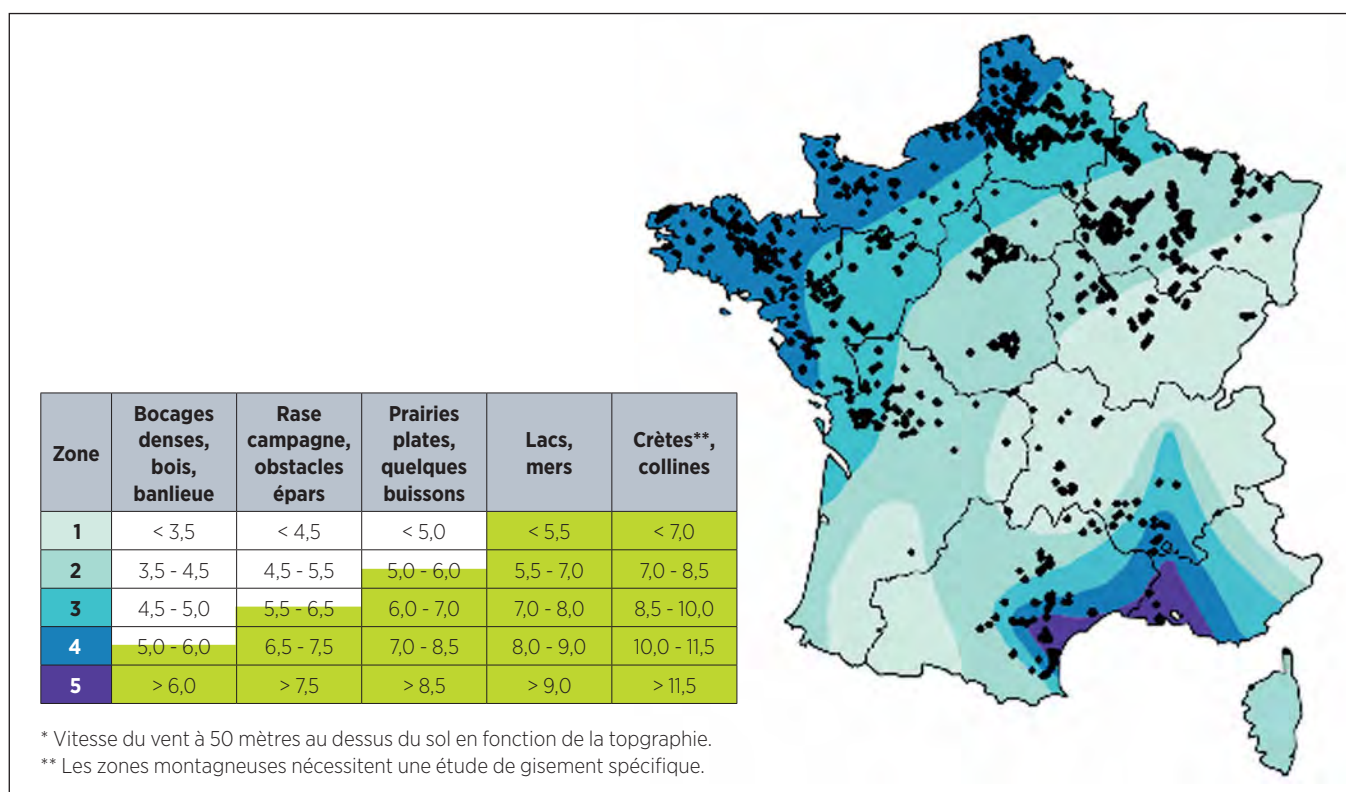 Zone
Bocages
denses,
bois,
banlieue
Rase
campagne,
obstacles
épars
Prairies
plates,
quelques
buissons
Lacs,
mers
Crètes**,
collines
1
< 3,5
< 4,5
< 5,0
< 5,5
< 7,0
2
3,5 - 4,5
4,5 - 5,5
5,0 - 6,0
5,5 - 7,0
7,0 - 8,5
3
4,5 - 5,0
5,5 - 6,5
6,0 - 7,0
7,0 - 8,0
8,5 - 10,0
4
5,0 - 6,0
6,5 - 7,5
7,0 - 8,5
8,0 - 9,0
10,0 - 11,5
5
> 6,0
> 7,5
> 8,5
> 9,0
> 11,5
* Vitesse du vent à 50 mètres au dessus du sol en fonction de la topgraphie.
** Les zones montagneuses nécessitent une étude de gisement spécifique.